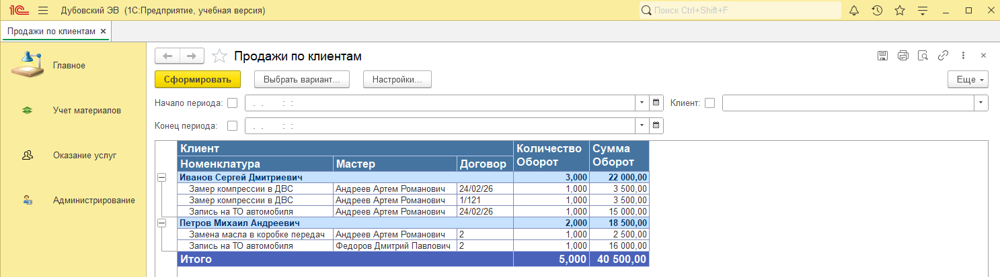 1С Дубовский ЭВ (1С:Предприятие, учебная версия) Поиск Ctrl+Shift+F
Продажи по клиентам ×
Главное
Учет материалов
Оказание услуг
Администрирование
Продажи по клиентам
Сформировать Выбрать вариант... Настройки... Еще
Начало периода: . . : : Клиент:
Конец периода: . . : :
Клиент Количество Оборот Сумма Оборот
Номенклатура Мастер Договор
Иванов Сергей Дмитриевич 3,000 22 000,00
Замер компрессии в ДВС Андреев Артем Романович 24/02/26 1,000 3 500,00
Замер компрессии в ДВС Андреев Артем Романович 1/121 1,000 3 500,00
Запись на ТО автомобиля Андреев Артем Романович 24/02/26 1,000 15 000,00
Петров Михаил Андреевич 2,000 18 500,00
Замена масла в коробке передач Андреев Артем Романович 2 1,000 2 500,00
Запись на ТО автомобиля Федоров Дмитрий Павлович 2 1,000 16 000,00
Итого 5,000 40 500,00